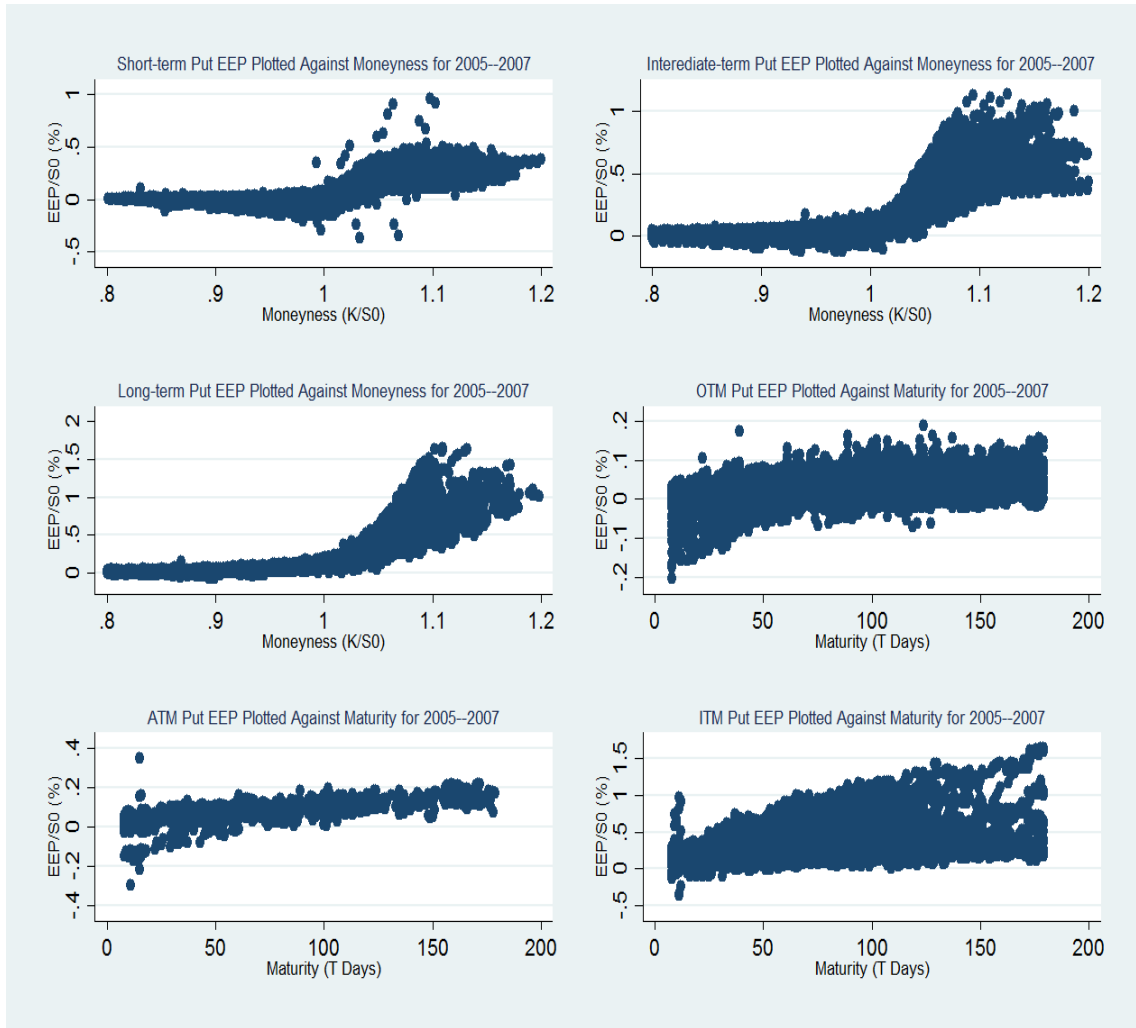 Short-term Put EEP Plotted Against Moneyness for 2005--2007
EEP/S0 (%)
1
.5
0
-.5
.8 .9 1 1.1 1.2
Moneyness (K/S0)
Interediate-term Put EEP Plotted Against Moneyness for 2005--2007
EEP/S0 (%)
1
.5
0
.8 .9 1 1.1 1.2
Moneyness (K/S0)
Long-term Put EEP Plotted Against Moneyness for 2005--2007
EEP/S0 (%)
2
1.5
1
.5
0
.8 .9 1 1.1 1.2
Moneyness (K/S0)
OTM Put EEP Plotted Against Maturity for 2005--2007
EEP/S0 (%)
.2
.1
0
-.1
-.2
0 50 100 150 200
Maturity (T Days)
ATM Put EEP Plotted Against Maturity for 2005--2007
EEP/S0 (%)
.4
.2
0
-.2
-.4
0 50 100 150 200
Maturity (T Days)
ITM Put EEP Plotted Against Maturity for 2005--2007
EEP/S0 (%)
1.5
1
.5
0
-.5
0 50 100 150 200
Maturity (T Days)